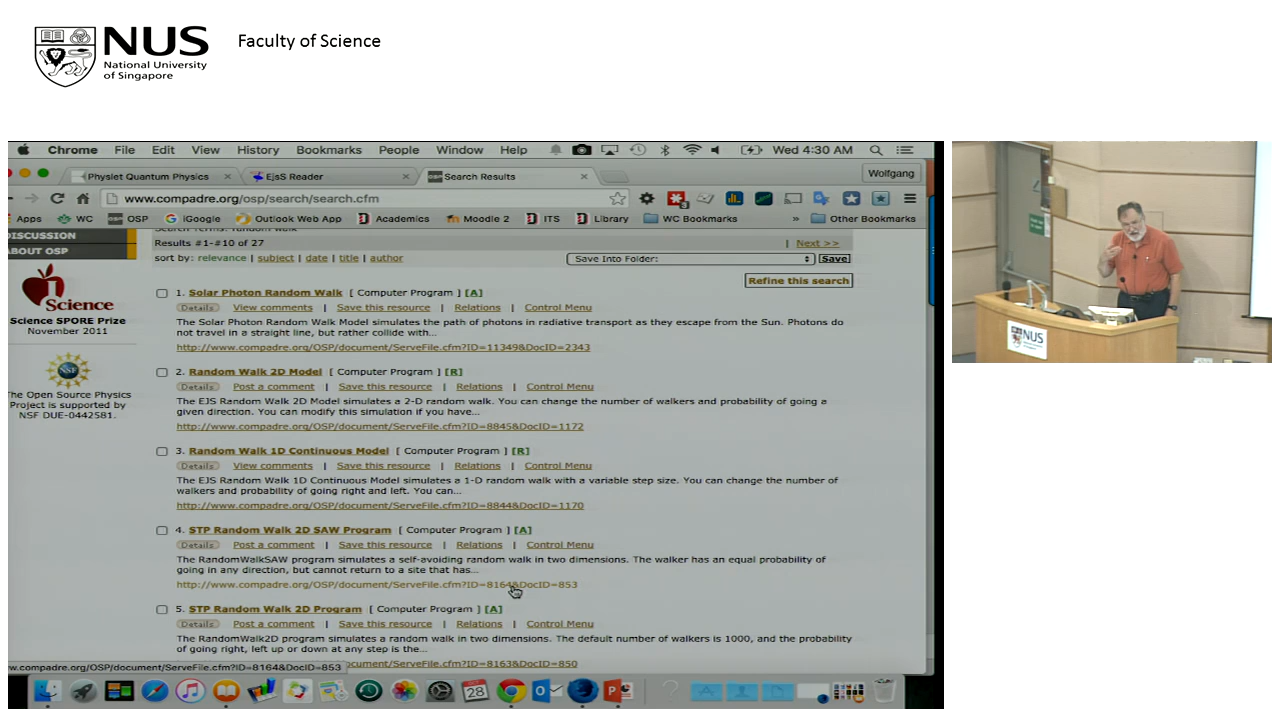 NUS
National University
of Singapore
Faculty of Science
Chrome File Edit View History Bookmarks People Window Help Wed 4:30 AM
Physlet Quantum Physics × EjsS Reader × Search Results × Wolfgang
www.compadre.org/osp/search/search.cfm
Apps WC OSP iGoogle Outlook Web App Academics Moodle 2 ITS Library WC Bookmarks » Other Bookmarks
DISCUSSION
ABOUT OSP
Science
Science SPORE Prize
November 2011
NSF
The Open Source Physics
Project is supported by
NSF DUE-0442581.
Search Terms: random walk
Results #1-#10 of 27 | Next >>
sort by: relevance | subject | date | title | author Save Into Folder: Save
Refine this search
1. Solar Photon Random Walk [ Computer Program ] [A]
Details View comments | Save this resource | Relations | Control Menu
The Solar Photon Random Walk Model simulates the path of photons in radiative transport as they escape from the Sun. Photons do
not travel in a straight line, but rather collide with...
http://www.compadre.org/OSP/document/ServeFile.cfm?ID=11349&DocID=2343
2. Random Walk 2D Model [ Computer Program ] [R]
Details Post a comment | Save this resource | Relations | Control Menu
The EJS Random Walk 2D Model simulates a 2-D random walk. You can change the number of walkers and probability of going a
given direction. You can modify this simulation if you have...
http://www.compadre.org/OSP/document/ServeFile.cfm?ID=8845&DocID=1172
3. Random Walk 1D Continuous Model [ Computer Program ] [R]
Details View comments | Save this resource | Relations | Control Menu
The EJS Random Walk 1D Continuous Model simulates a 1-D random walk with a variable step size. You can change the number of
walkers and probability of going right and left. You can...
http://www.compadre.org/OSP/document/ServeFile.cfm?ID=8844&DocID=1170
4. STP Random Walk 2D SAW Program [ Computer Program ] [A]
Details Post a comment | Save this resource | Relations | Control Menu
The RandomWalkSAW program simulates a self-avoiding random walk in two dimensions. The walker has an equal probability of
going in any direction, but cannot return to a site that has...
http://www.compadre.org/OSP/document/ServeFile.cfm?ID=8164&DocID=853
5. STP Random Walk 2D Program [ Computer Program ] [A]
Details Post a comment | Save this resource | Relations | Control Menu
The RandomWalk2D program simulates a random walk in two dimensions. The default number of walkers is 1000, and the probability
of going right, left up or down at any step is the...
ocument/ServeFile.cfm?ID=8163&DocID=850
w.compadre.org/OSP/document/ServeFile.cfm?ID=8164&DocID=853
28
NUS